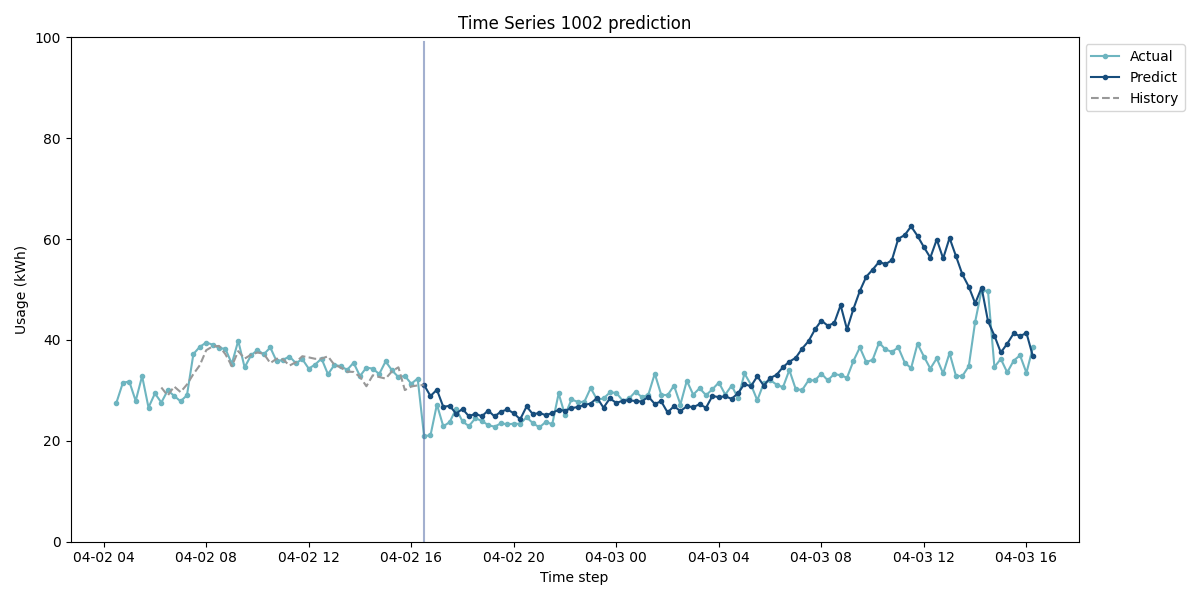 Time Series 1002 prediction
100
80
60
40
20
0
Usage (kWh)
04-02 04
04-02 08
04-02 12
04-02 16
04-02 20
04-03 00
04-03 04
04-03 08
04-03 12
04-03 16
Time step
Actual
Predict
History